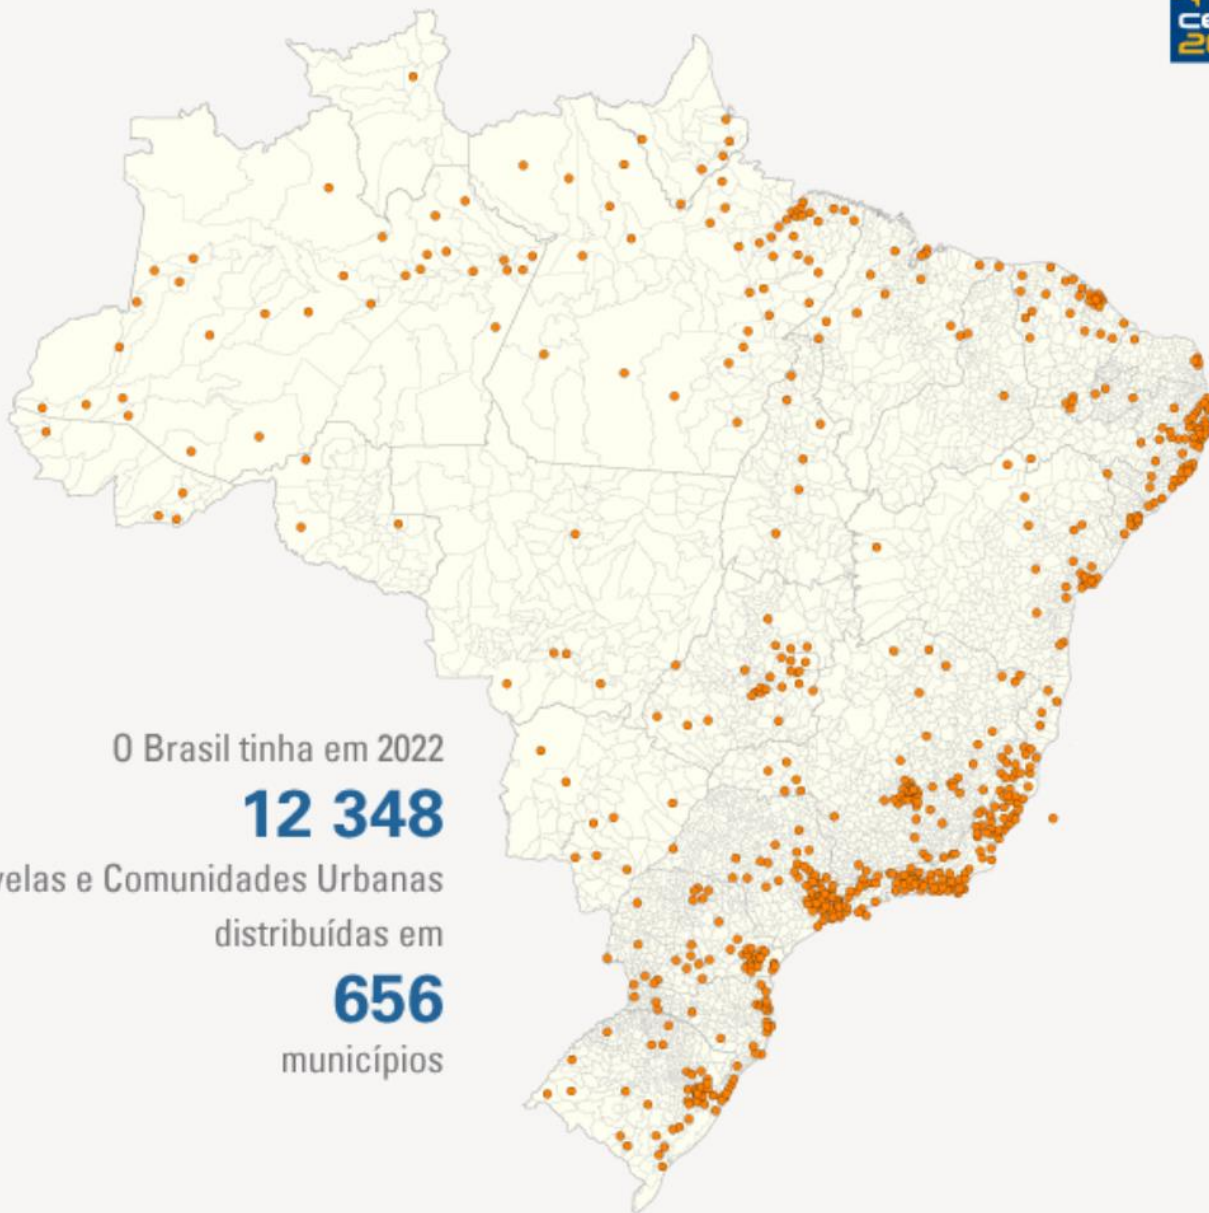 O Brasil tinha em 2022
12 348
velas e Comunidades Urbanas
distribuídas em
656
municípios